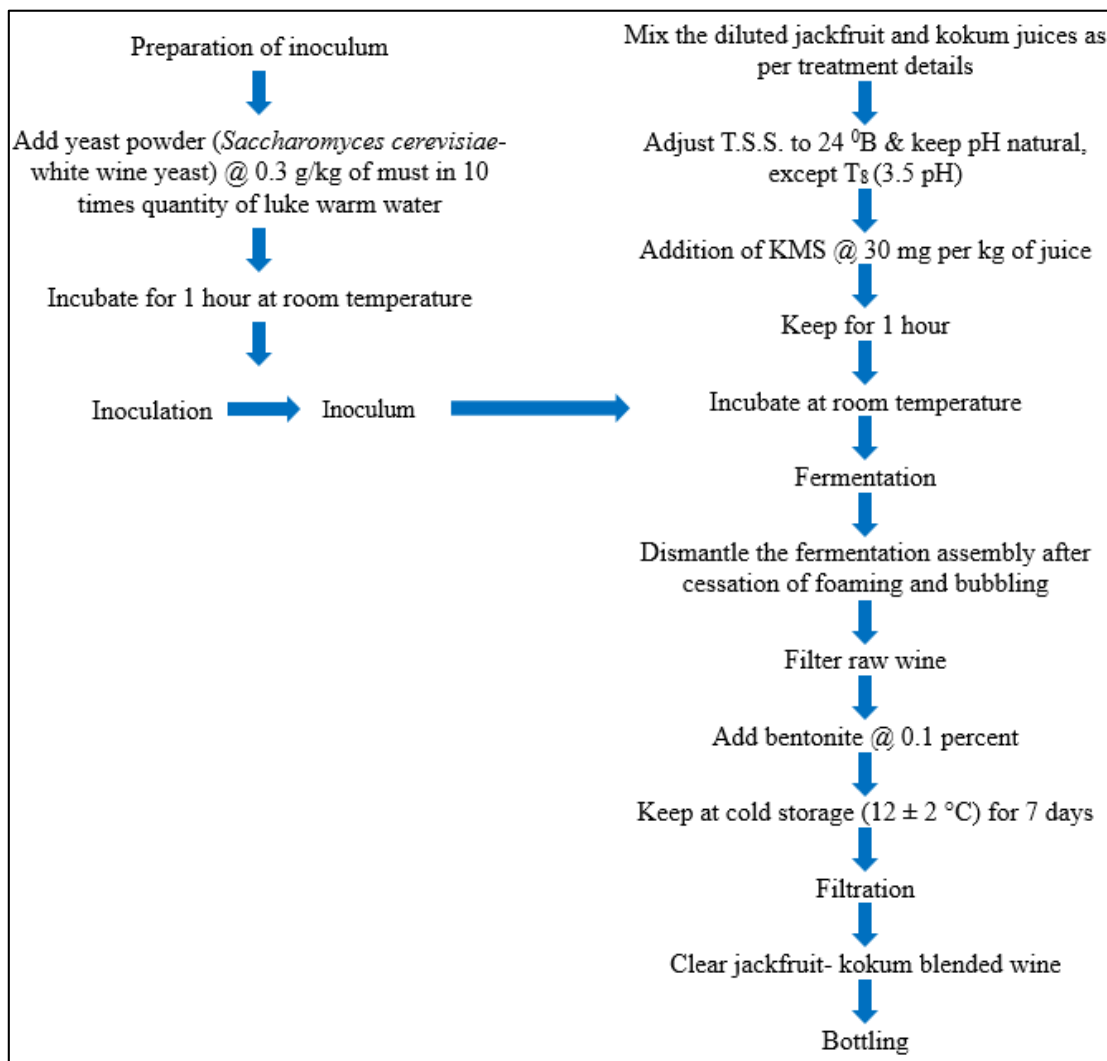 Preparation of inoculum
Add yeast powder (Saccharomyces cerevisiae-
white wine yeast) @ 0.3 g/kg of must in 10
times quantity of luke warm water
Incubate for 1 hour at room temperature
Inoculation
Inoculum
Mix the diluted jackfruit and kokum juices as
per treatment details
Adjust T.S.S. to 24 ⁰B & keep pH natural,
except T₈ (3.5 pH)
Addition of KMS @ 30 mg per kg of juice
Keep for 1 hour
Incubate at room temperature
Fermentation
Dismantle the fermentation assembly after
cessation of foaming and bubbling
Filter raw wine
Add bentonite @ 0.1 percent
Keep at cold storage (12 ± 2 °C) for 7 days
Filtration
Clear jackfruit- kokum blended wine
Bottling